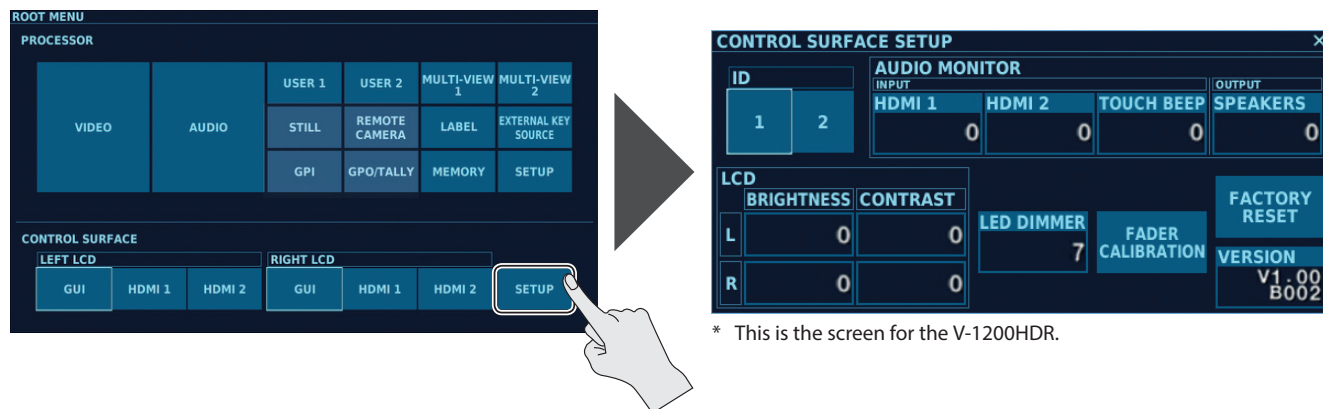 ROOT MENU
PROCESSOR
VIDEO
AUDIO
USER 1
USER 2
MULTI-VIEW
1
MULTI-VIEW
2
STILL
REMOTE
CAMERA
LABEL
EXTERNAL KEY
SOURCE
GPI
GPO/TALLY
MEMORY
SETUP
CONTROL SURFACE
LEFT LCD
GUI
HDMI 1
HDMI 2
RIGHT LCD
GUI
HDMI 1
HDMI 2
SETUP
CONTROL SURFACE SETUP
×
ID
1
2
AUDIO MONITOR
INPUT
HDMI 1
0
HDMI 2
0
TOUCH BEEP
0
OUTPUT
SPEAKERS
0
LCD
BRIGHTNESS CONTRAST
L 0 0
R 0 0
LED DIMMER
7
FADER
CALIBRATION
FACTORY
RESET
VERSION
V1.00
B002
* This is the screen for the V-1200HDR.